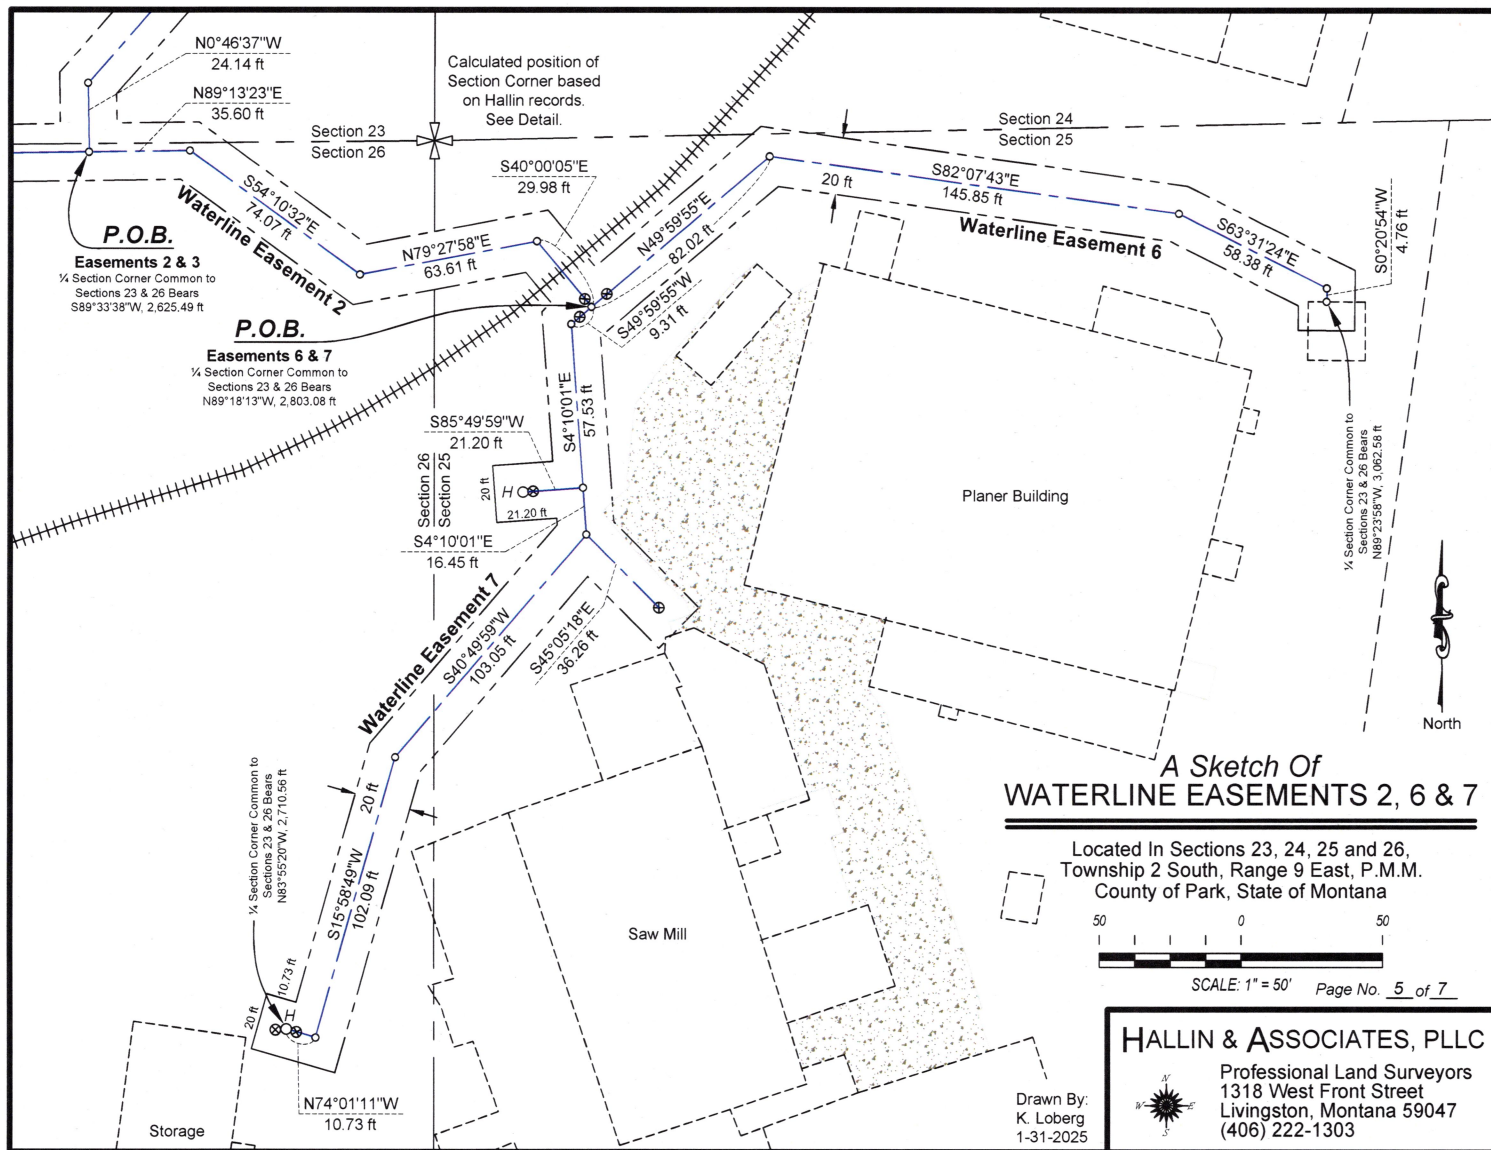 N0°46'37"W
24.14 ft
N89°13'23"E
35.60 ft
Calculated position of
Section Corner based
on Hallin records.
See Detail.
Section 23
Section 26
Section 24
Section 25
S40°00'05"E
29.98 ft
S54°10'32"E
74.07 ft
Waterline Easement 2
N79°27'58"E
63.61 ft
N49°59'55"E
82.02 ft
20 ft
S82°07'43"E
145.85 ft
Waterline Easement 6
S63°31'24"E
58.38 ft
S0°20'54"W
4.76 ft
P.O.B.
Easements 2 & 3
¼ Section Corner Common to
Sections 23 & 26 Bears
S89°33'38"W, 2,625.49 ft
P.O.B.
Easements 6 & 7
¼ Section Corner Common to
Sections 23 & 26 Bears
N89°18'13"W, 2,803.08 ft
S49°59'55"W
9.31 ft
S4°10'01"E
57.53 ft
S85°49'59"W
21.20 ft
Section 26
Section 25
20 ft
H
21.20 ft
S4°10'01"E
16.45 ft
Planer Building
¼ Section Corner Common to
Sections 23 & 26 Bears
N89°23'58"W, 3,062.58 ft
Waterline Easement 7
S40°49'59"W
103.05 ft
S45°05'18"E
36.26 ft
North
¼ Section Corner Common to
Sections 23 & 26 Bears
N83°55'20"W, 2,710.56 ft
20 ft
S15°58'49"W
102.09 ft
10.73 ft
20 ft
H
N74°01'11"W
10.73 ft
Storage
Saw Mill
A Sketch Of
WATERLINE EASEMENTS 2, 6 & 7
Located In Sections 23, 24, 25 and 26,
Township 2 South, Range 9 East, P.M.M.
County of Park, State of Montana
50 0 50
SCALE: 1" = 50'
Page No. 5 of 7
Drawn By:
K. Loberg
1-31-2025
HALLIN & ASSOCIATES, PLLC
N
W E
S
Professional Land Surveyors
1318 West Front Street
Livingston, Montana 59047
(406) 222-1303